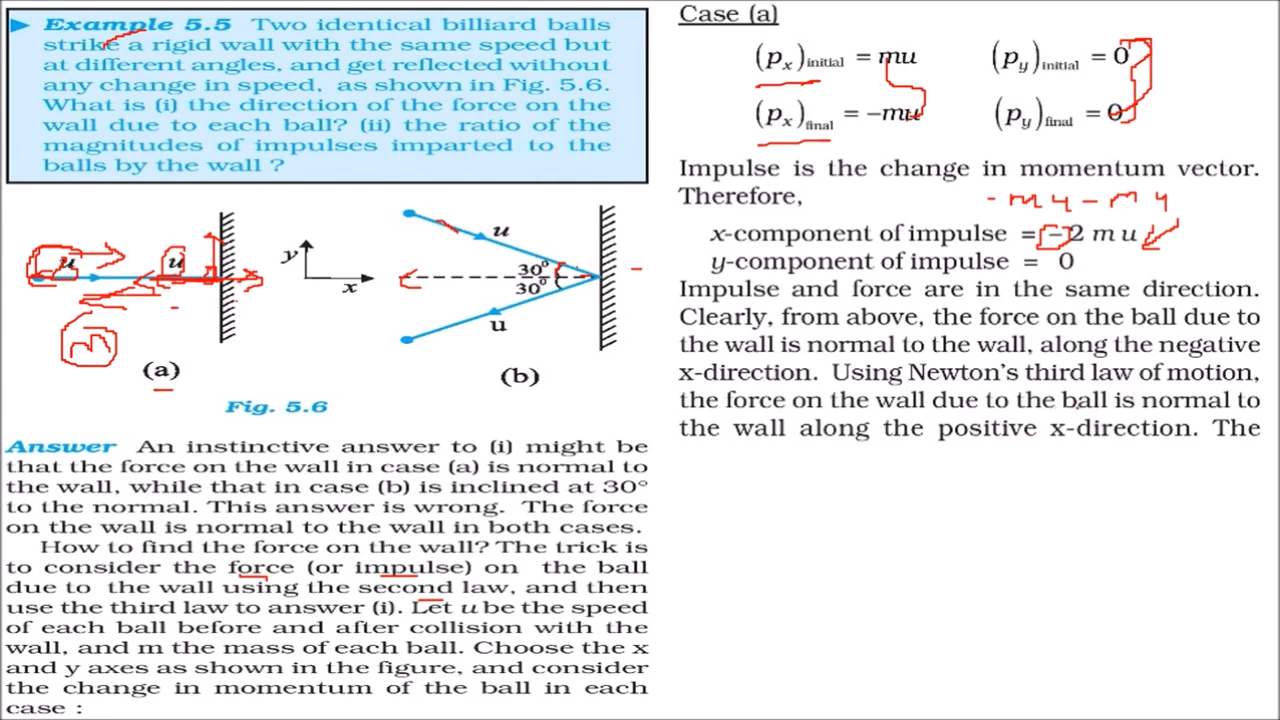 ► Example 5.5 Two identical billiard balls
strike a rigid wall with the same speed but
at different angles, and get reflected without
any change in speed, as shown in Fig. 5.6.
What is (i) the direction of the force on the
wall due to each ball? (ii) the ratio of the
magnitudes of impulses imparted to the
balls by the wall ?
u
u
y
x
u
30°
30°
u
(a)
(b)
Fig. 5.6
Answer An instinctive answer to (i) might be
that the force on the wall in case (a) is normal to
the wall, while that in case (b) is inclined at 30°
to the normal. This answer is wrong. The force
on the wall is normal to the wall in both cases.
How to find the force on the wall? The trick is
to consider the force (or impulse) on the ball
due to the wall using the second law, and then
use the third law to answer (i). Let u be the speed
of each ball before and after collision with the
wall, and m the mass of each ball. Choose the x
and y axes as shown in the figure, and consider
the change in momentum of the ball in each
case :
Case (a)
(pₓ)initial = mu (p_y)initial = 0
(pₓ)final = −mu (p_y)final = 0
Impulse is the change in momentum vector.
Therefore,
- m u - m u
x-component of impulse = −2 m u
y-component of impulse = 0
Impulse and force are in the same direction.
Clearly, from above, the force on the ball due to
the wall is normal to the wall, along the negative
x-direction. Using Newton's third law of motion,
the force on the wall due to the ball is normal to
the wall along the positive x-direction. The